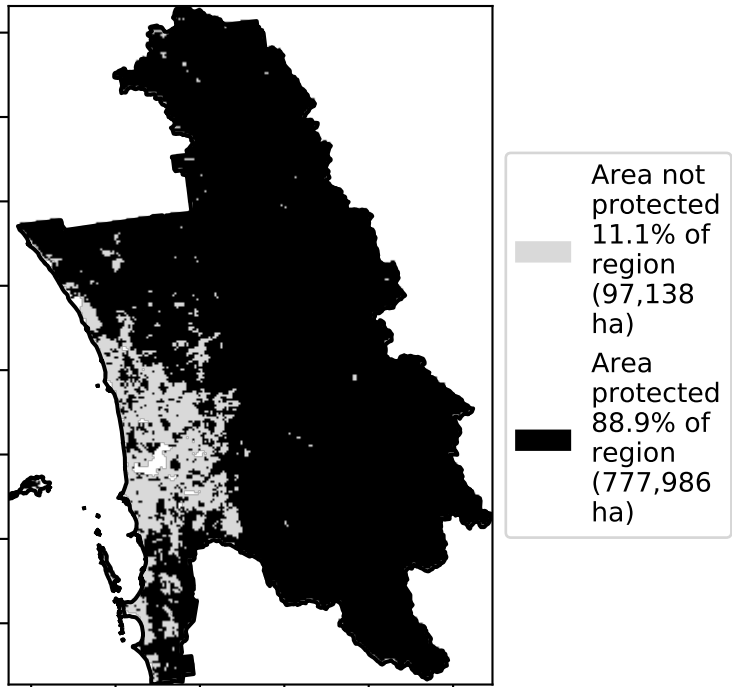 Area not
protected
11.1% of
region
(97,138
ha)
Area
protected
88.9% of
region
(777,986
ha)